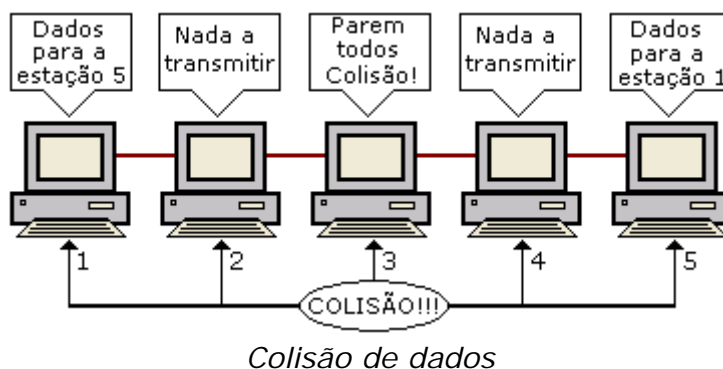 Dados
para a
estação 5
Nada a
transmitir
Parem
todos
Colisão!
Nada a
transmitir
Dados
para a
estação 1
1
2
3
4
5
COLISÃO!!!
Colisão de dados